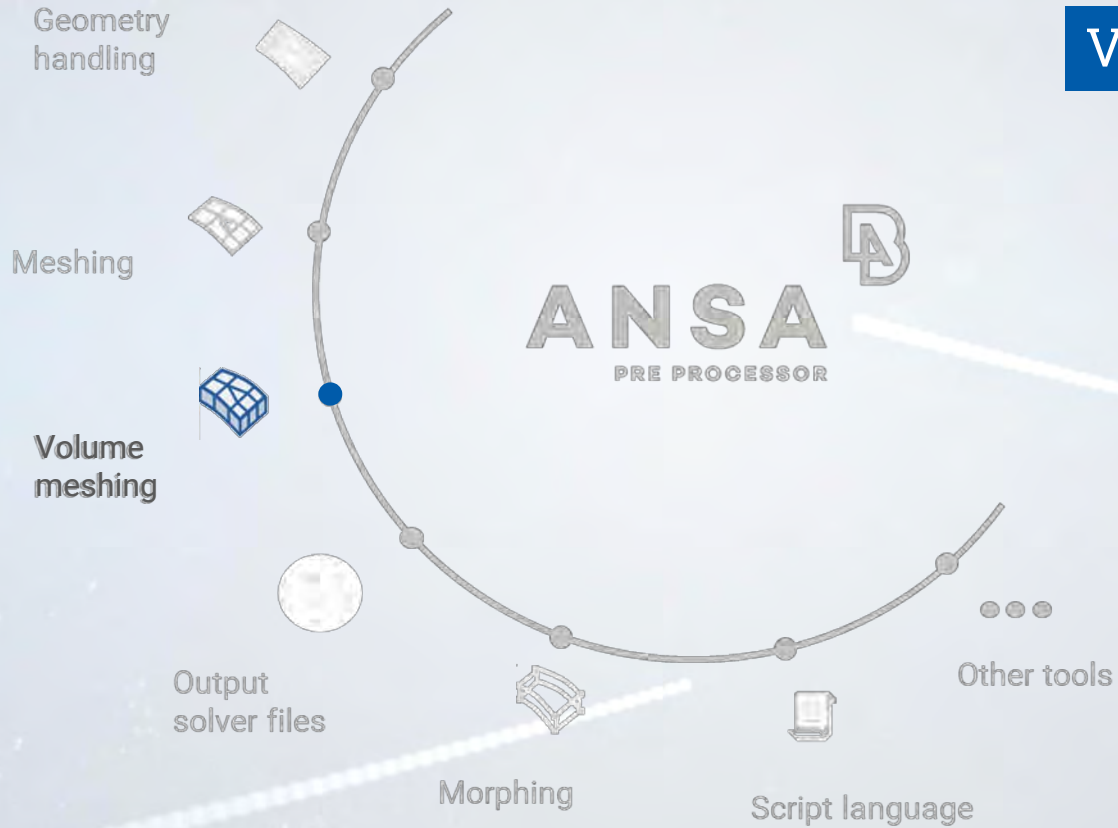 Geometry
handling
V
Meshing
ANSA
PRE PROCESSOR
Volume
meshing
Output
solver files
Other tools
Morphing
Script language